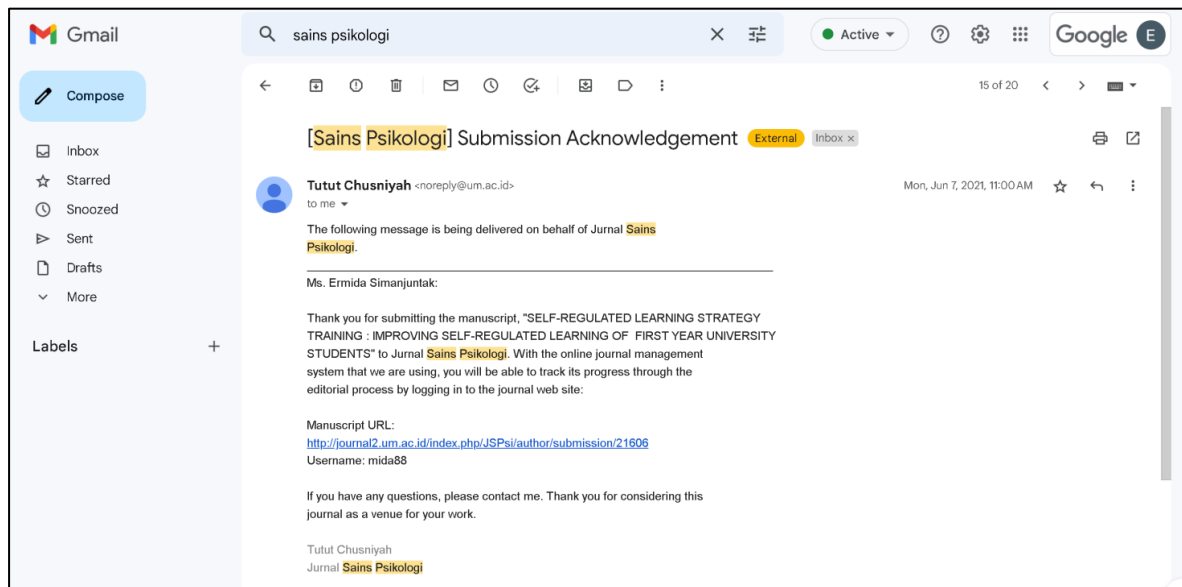 Gmail
sains psikologi
Active
Google
E
Compose
15 of 20
Inbox
Starred
Snoozed
Sent
Drafts
More
Labels
[Sains Psikologi] Submission Acknowledgement External Inbox ×
Tutut Chusniyah <noreply@um.ac.id>
Mon, Jun 7, 2021, 11:00 AM
to me
The following message is being delivered on behalf of Jurnal Sains
Psikologi.
Ms. Ermida Simanjuntak:
Thank you for submitting the manuscript, "SELF-REGULATED LEARNING STRATEGY
TRAINING : IMPROVING SELF-REGULATED LEARNING OF FIRST YEAR UNIVERSITY
STUDENTS" to Jurnal Sains Psikologi. With the online journal management
system that we are using, you will be able to track its progress through the
editorial process by logging in to the journal web site:
Manuscript URL:
http://journal2.um.ac.id/index.php/JSPsi/author/submission/21606
Username: mida88
If you have any questions, please contact me. Thank you for considering this
journal as a venue for your work.
Tutut Chusniyah
Jurnal Sains Psikologi